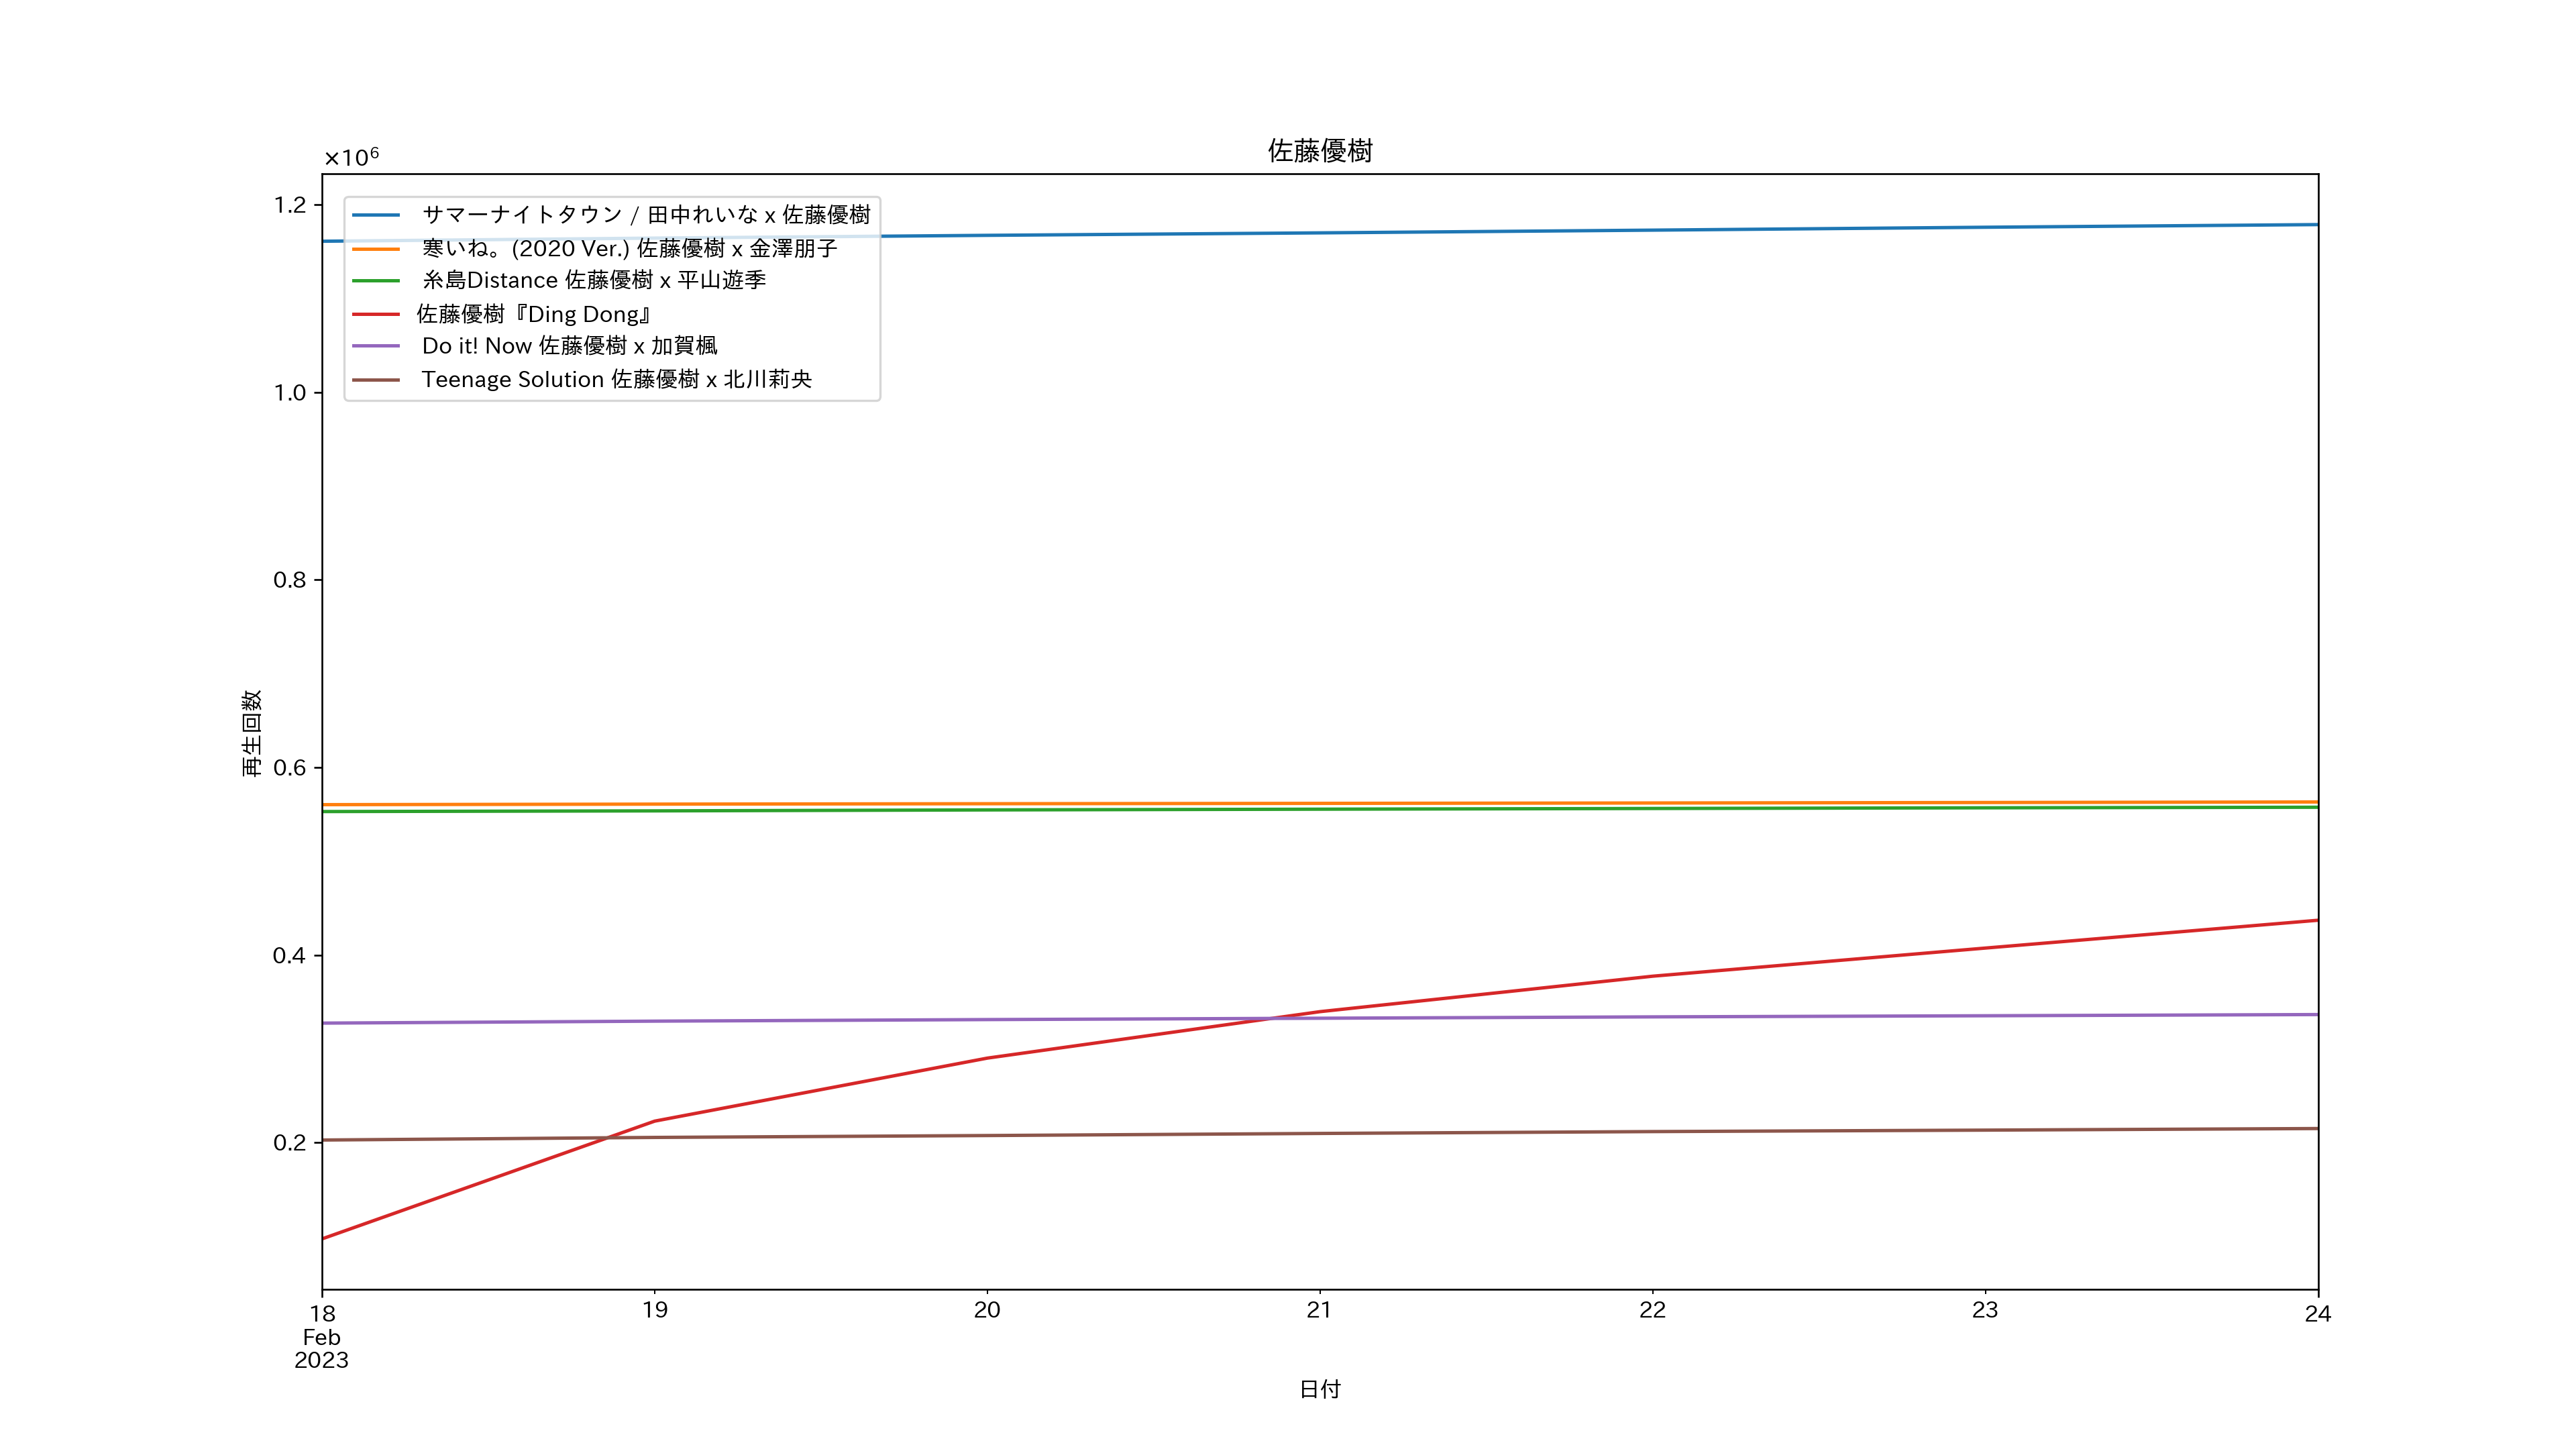 佐藤優樹
×10⁶
1.2
1.0
0.8
0.6
0.4
0.2
再生回数
サマーナイトタウン / 田中れいな x 佐藤優樹
寒いね。(2020 Ver.) 佐藤優樹 x 金澤朋子
糸島Distance 佐藤優樹 x 平山遊季
佐藤優樹『Ding Dong』
Do it! Now 佐藤優樹 x 加賀楓
Teenage Solution 佐藤優樹 x 北川莉央
18 19 20 21 22 23 24
Feb
2023
日付